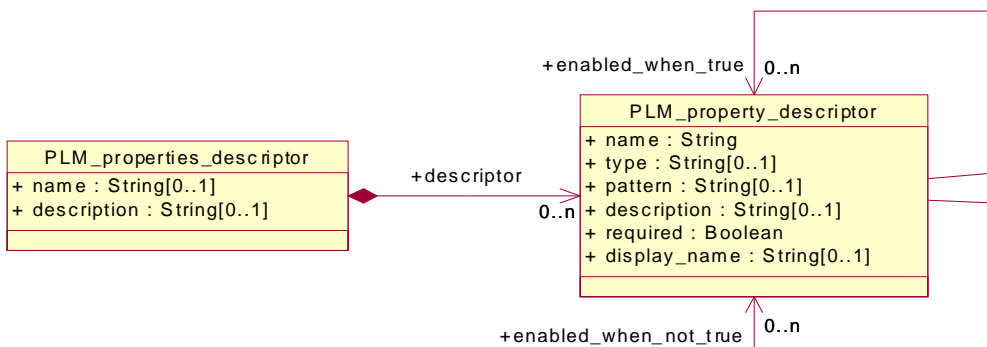 +enabled_when_true
0..n
PLM_property_descriptor
+ name : String
+ type : String[0..1]
+ pattern : String[0..1]
+ description : String[0..1]
+ required : Boolean
+ display_name : String[0..1]
PLM_properties_descriptor
+ name : String[0..1]
+ description : String[0..1]
+descriptor
0..n
+enabled_when_not_true
0..n